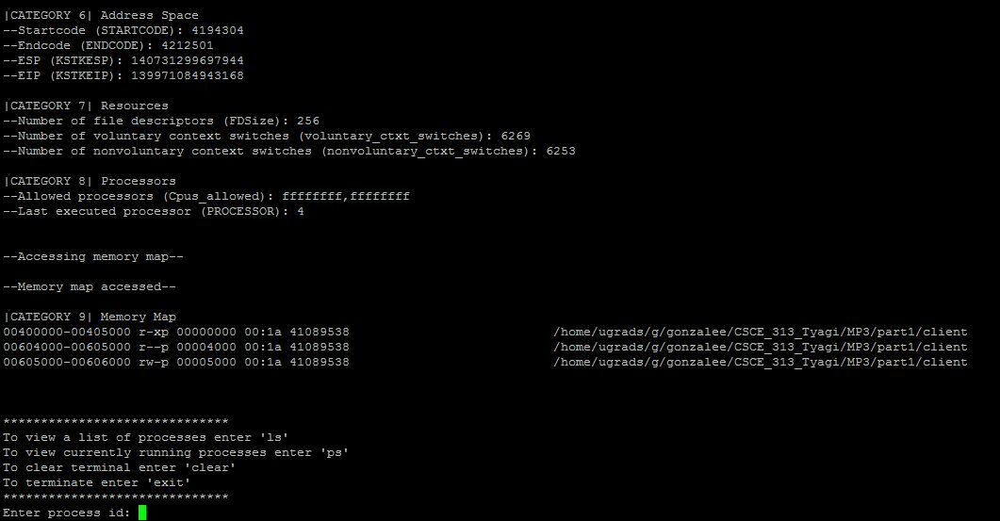 |CATEGORY 6| Address Space
--Startcode (STARTCODE): 4194304
--Endcode (ENDCODE): 4212501
--ESP (KSTKESP): 140731299697944
--EIP (KSTKEIP): 139971084943168
|CATEGORY 7| Resources
--Number of file descriptors (FDSize): 256
--Number of voluntary context switches (voluntary_ctxt_switches): 6269
--Number of nonvoluntary context switches (nonvoluntary_ctxt_switches): 6253
|CATEGORY 8| Processors
--Allowed processors (Cpus_allowed): ffffffff,ffffffff
--Last executed processor (PROCESSOR): 4
--Accessing memory map--
--Memory map accessed--
|CATEGORY 9| Memory Map
00400000-00405000 r-xp 00000000 00:1a 41089538 /home/ugrads/g/gonzalee/CSCE_313_Tyagi/MP3/part1/client
00604000-00605000 r--p 00004000 00:1a 41089538 /home/ugrads/g/gonzalee/CSCE_313_Tyagi/MP3/part1/client
00605000-00606000 rw-p 00005000 00:1a 41089538 /home/ugrads/g/gonzalee/CSCE_313_Tyagi/MP3/part1/client
******************************
To view a list of processes enter 'ls'
To view currently running processes enter 'ps'
To clear terminal enter 'clear'
To terminate enter 'exit'
******************************
Enter process id: